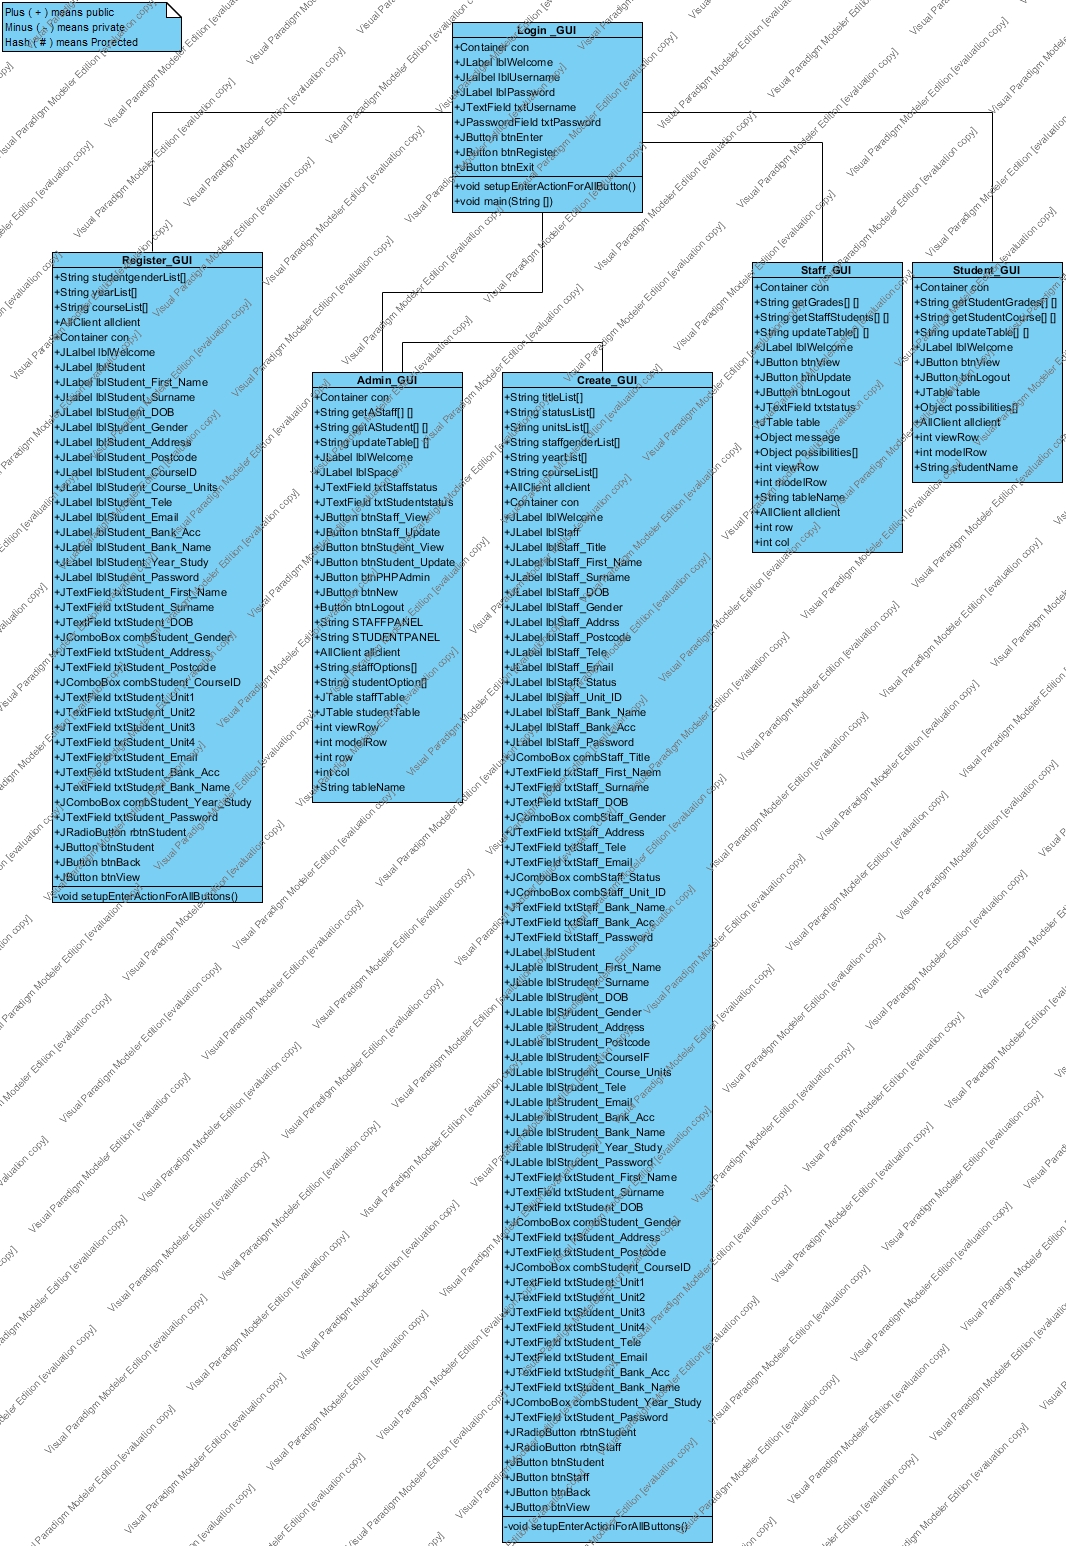 Plus ( + ) means public
Minus ( - ) means private
Hash ( # ) means Prorected
Login _GUI
+Container con
+JLabel lblWelcome
+JLalbel lblUsername
+JLabel lblPassword
+JTextField txtUsername
+JPasswordField txtPassword
+JButton btnEnter
+JButton btnRegister
+JButton btnExit
+void setupEnterActionForAllButton()
+void main(String [])
Register_GUI
+String studentgenderList[]
+String yearList[]
+String courseList[]
+AllClient allclient
+Container con
+JLalbel lblWelcome
+JLabel lblStudent
+JLabel lblStudent_First_Name
+JLabel lblStudent_Surname
+JLabel lblStudent_DOB
+JLabel lblStudent_Gender
+JLabel lblStudent_Address
+JLabel lblStudent_Postcode
+JLabel lblStudent_CourseID
+JLabel lblStudent_Course_Units
+JLabel lblStudent_Tele
+JLabel lblStudent_Email
+JLabel lblStudent_Bank_Acc
+JLabel lblStudent_Bank_Name
+JLabel lblStudent_Year_Study
+JLabel lblStudent_Password
+JTextField txtStudent_First_Name
+JTextField txtStudent_Surname
+JTextField txtStudent_DOB
+JComboBox combStudent_Gender
+JTextField txtStudent_Address
+JTextField txtStudent_Postcode
+JComboBox combStudent_CourseID
+JTextField txtStudent_Unit1
+JTextField txtStudent_Unit2
+JTextField txtStudent_Unit3
+JTextField txtStudent_Unit4
+JTextField txtStudent_Email
+JTextField txtStudent_Bank_Acc
+JTextField txtStudent_Bank_Name
+JComboBox combStudent_Year_Study
+JTextField txtStudent_Password
+JRadioButton rbtnStudent
+JButton btnStudent
+JButton btnBack
+JButton btnView
-void setupEnterActionForAllButtons()
Admin_GUI
+Container con
+String getAStaff[] []
+String getAStudent[] []
+String updateTable[] []
+JLabel lblWelcome
+JLabel lblSpace
+JTextField txtStaffstatus
+JTextField txtStudentstatus
+JButton btnStaff_View
+JButton btnStaff_Update
+JButton btnStudent_View
+JButton btnStudent_Update
+JButton btnPHPAdmin
+JButton btnNew
+Button btnLogout
+String STAFFPANEL
+String STUDENTPANEL
+AllClient allclient
+String staffOptions[]
+String studentOption[]
+JTable staffTable
+JTable studentTable
+int viewRow
+int modelRow
+int row
+int col
+String tableName
Create_GUI
+String titleList[]
+String statusList[]
+String unitsList[]
+String staffgenderList[]
+String yearList[]
+String courseList[]
+AllClient allclient
+Container con
+JLabel lblWelcome
+JLabel lblStaff
+JLabel lblStaff_Title
+JLabel lblStaff_First_Name
+JLabel lblStaff_Surname
+JLabel lblStaff_DOB
+JLabel lblStaff_Gender
+JLabel lblStaff_Addrss
+JLabel lblStaff_Postcode
+JLabel lblStaff_Tele
+JLabel lblStaff_Email
+JLabel lblStaff_Status
+JLabel lblStaff_Unit_ID
+JLabel lblStaff_Bank_Name
+JLabel lblStaff_Bank_Acc
+JLabel lblStaff_Password
+JComboBox combStaff_Title
+JTextField txtStaff_First_Naem
+JTextField txtStaff_Surname
+JTextField txtStaff_DOB
+JComboBox combStaff_Gender
+JTextField txtStaff_Address
+JTextField txtStaff_Tele
+JTextField txtStaff_Email
+JComboBox combStaff_Status
+JComboBox combStaff_Unit_ID
+JTextField txtStaff_Bank_Name
+JTextField txtStaff_Bank_Acc
+JTextField txtStaff_Password
+JLabel lblStudent
+JLable lblStrudent_First_Name
+JLable lblStrudent_Surname
+JLable lblStrudent_DOB
+JLable lblStrudent_Gender
+JLable lblStrudent_Address
+JLable lblStrudent_Postcode
+JLable lblStrudent_CourseIF
+JLable lblStrudent_Course_Units
+JLable lblStrudent_Tele
+JLable lblStrudent_Email
+JLable lblStrudent_Bank_Acc
+JLable lblStrudent_Bank_Name
+JLable lblStrudent_Year_Study
+JLable lblStrudent_Password
+JTextField txtStrudent_First_Name
+JTextField txtStudent_Surname
+JTextField txtStudent_DOB
+JComboBox combStudent_Gender
+JTextField txtStudent_Address
+JTextField txtStudent_Postcode
+JComboBox combStudent_CourseID
+JTextField txtStudent_Unit1
+JTextField txtStudent_Unit2
+JTextField txtStudent_Unit3
+JTextField txtStudent_Unit4
+JTextField txtStudent_Tele
+JTextField txtStudent_Email
+JTextField txtStudent_Bank_Acc
+JTextField txtStudent_Bank_Name
+JComboBox combStudent_Year_Study
+JTextField txtStudent_Password
+JRadioButton rbtnStudent
+JRadioButton rbtnStaff
+JButton btnStudent
+JButton btnStaff
+JButton btnBack
+JButton btnView
-void setupEnterActionForAllButtons()
Staff_GUI
+Container con
+String getGrades[] []
+String getStaffStudents[] []
+String updateTable[] []
+JLabel lblWelcome
+JButton btnView
+JButton btnUpdate
+JButton btnLogout
+JTextField txtstatus
+JTable table
+Object message
+Object possibilities[]
+int viewRow
+int modelRow
+String tableName
+AllClient allclient
+int row
+int col
Student_GUI
+Container con
+String getStudentGrades[] []
+String getStudentCourse[] []
+String updateTable[] []
+JLabel lblWelcome
+JButton btnView
+JButton btnLogout
+JTable table
+Object possibilities[]
+AllClient allclient
+int viewRow
+int modelRow
+String studentName
Visual Paradigm Modeler Edition [evaluation copy]